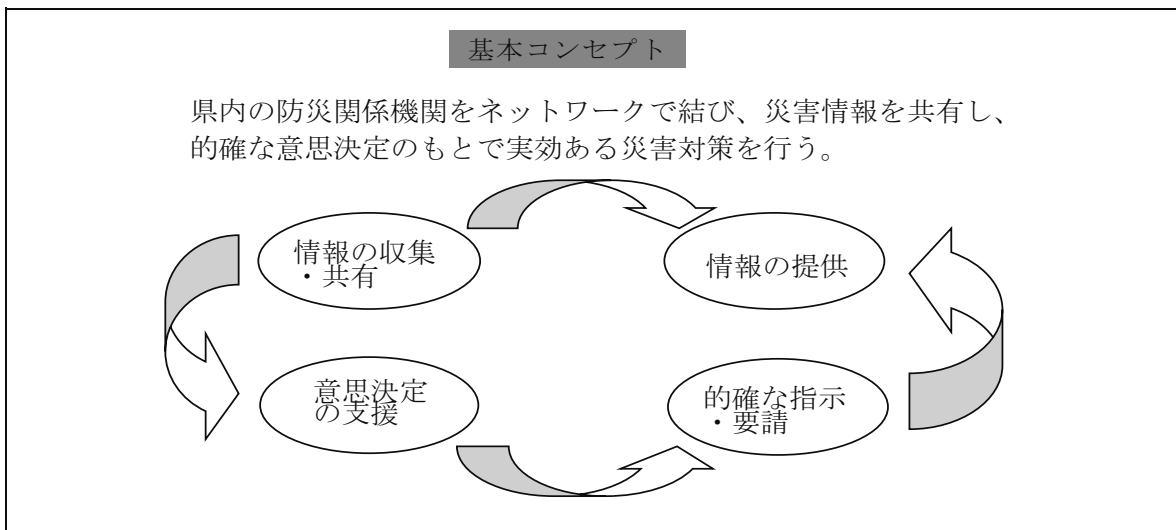 基本コンセプト
県内の防災関係機関をネットワークで結び、災害情報を共有し、
的確な意思決定のもとで実効ある災害対策を行う。
情報の収集
・共有
情報の提供
意思決定
の支援
的確な指示
・要請